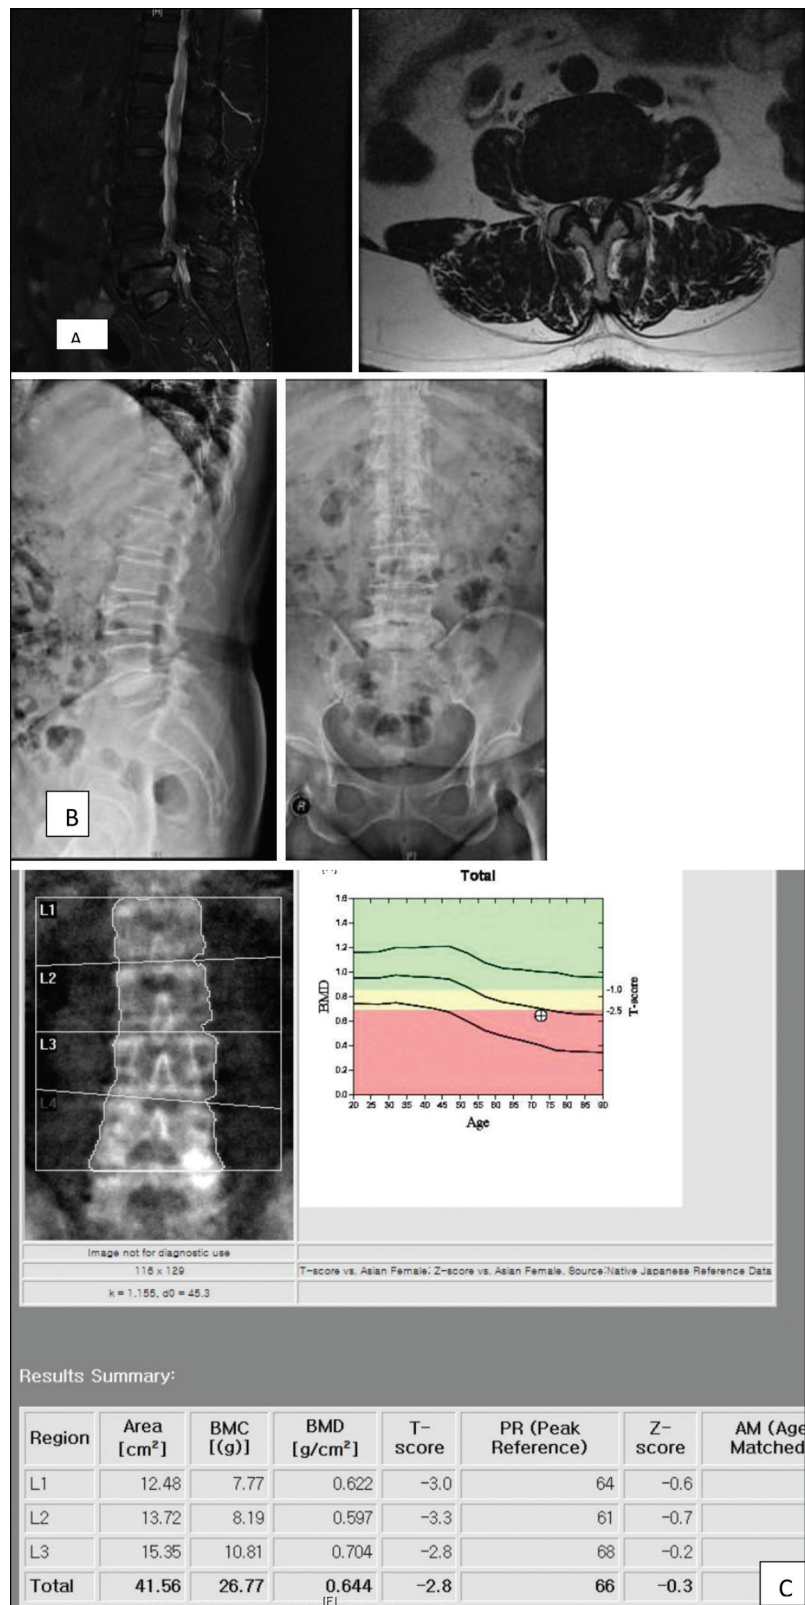 [H]
A
B
R
L1
L2
L3
L4
Total
BMD
1.6
1.4
1.2
1.0
0.8
0.6
0.4
0.2
0.0
-1.0
-2.5
T-score
20 25 30 35 40 45 50 55 60 65 70 75 80 85 90
Age
Image not for diagnostic use
116 x 129
T-score vs. Asian Female; Z-score vs. Asian Female. Source:Native Japanese Reference Data
k = 1.155, d0 = 45.3
Results Summary:
Region Area [cm²] BMC [(g)] BMD [g/cm²] T-score PR (Peak Reference) Z-score AM (Age Matched
L1 12.48 7.77 0.622 -3.0 64 -0.6
L2 13.72 8.19 0.597 -3.3 61 -0.7
L3 15.35 10.81 0.704 -2.8 68 -0.2
Total 41.56 26.77 0.644 -2.8 66 -0.3
[F]
C